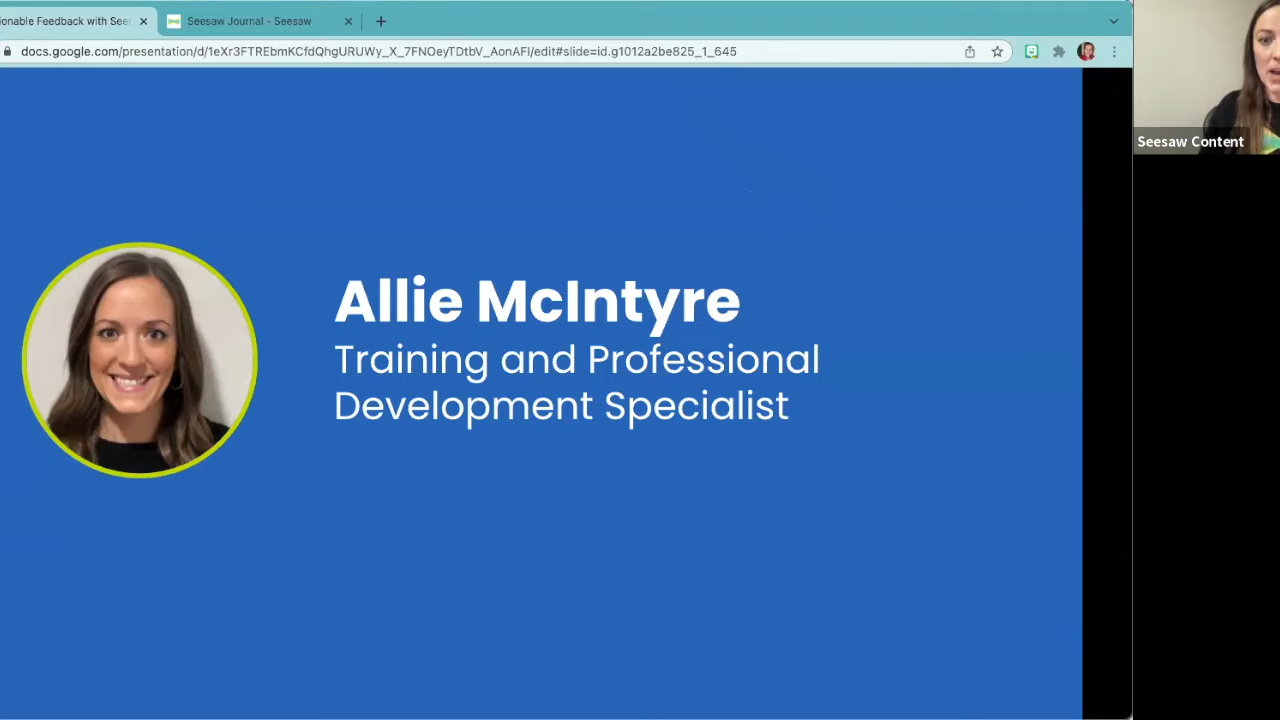 ionable Feedback with Sees
Seesaw Journal - Seesaw
docs.google.com/presentation/d/1eXr3FTREbmKCfdQhgURUWy_X_7FNOeyTDtbV_AonAFI/edit#slide=id.g1012a2be825_1_645
Seesaw Content
Allie McIntyre
Training and Professional
Development Specialist